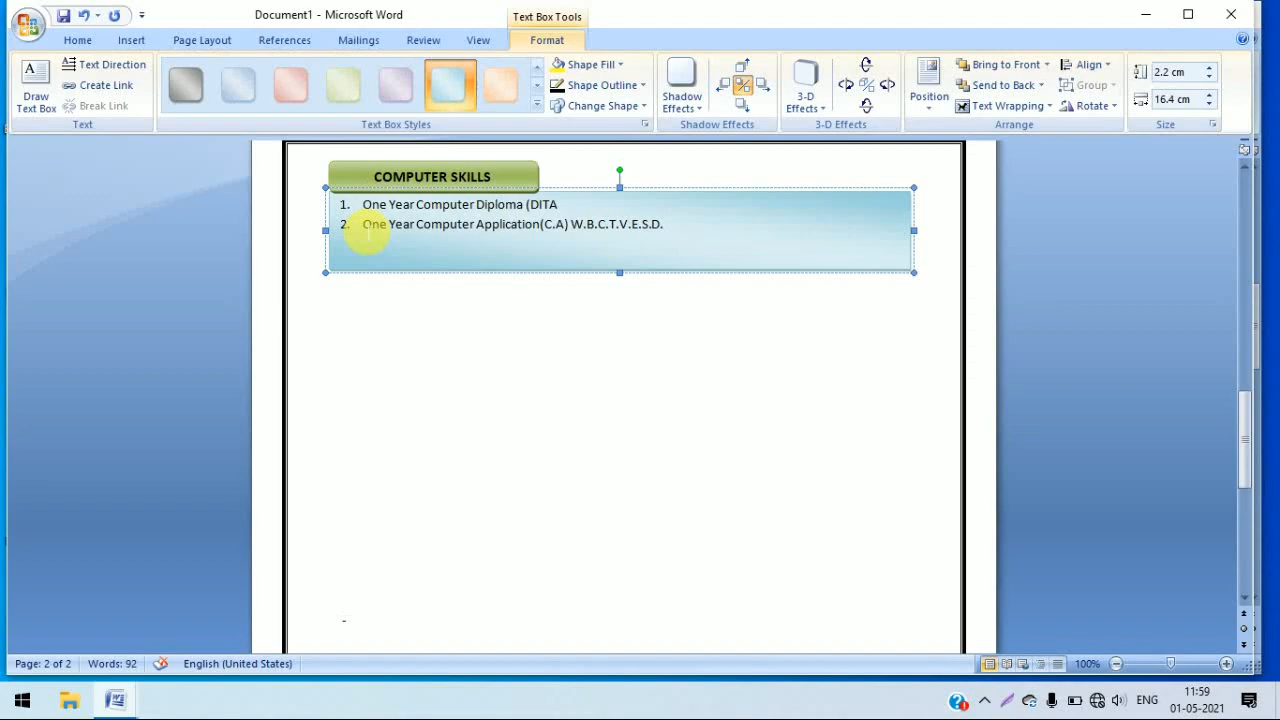 Document1 - Microsoft Word
Text Box Tools
Home Insert Page Layout References Mailings Review View Format
Draw Text Box
Text Direction
Create Link
Break Link
Text
Text Box Styles
Shape Fill
Shape Outline
Change Shape
Shadow Effects
Shadow Effects
3-D Effects
3-D Effects
Position
Bring to Front
Send to Back
Text Wrapping
Align
Group
Rotate
Arrange
2.2 cm
16.4 cm
Size
COMPUTER SKILLS
1. One Year Computer Diploma (DITA
2. One Year Computer Application(C.A) W.B.C.T.V.E.S.D.
-
Page: 2 of 2 Words: 92 English (United States) 100%
ENG 11:59
01-05-2021